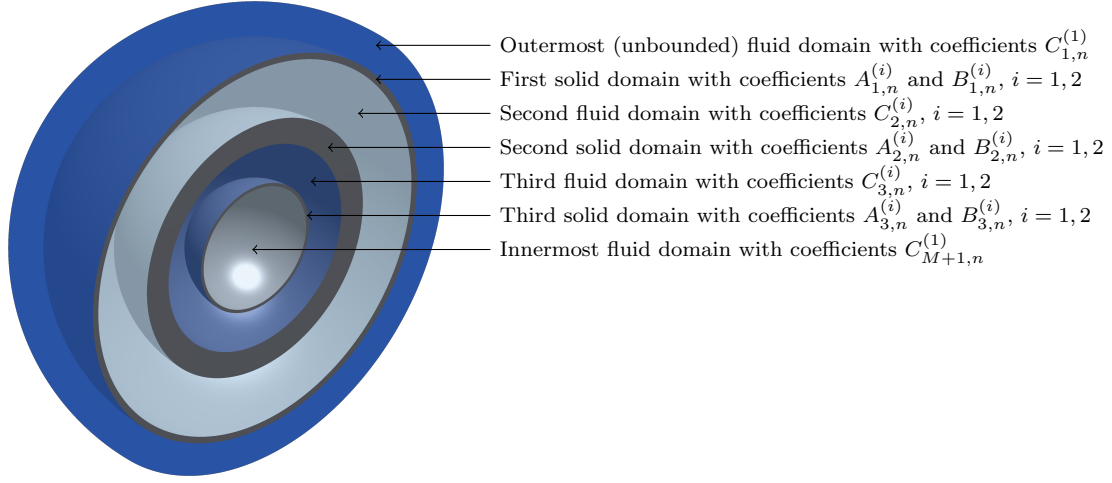 Outermost (unbounded) fluid domain with coefficients $C_{1,n}^{(1)}$
First solid domain with coefficients $A_{1,n}^{(i)}$ and $B_{1,n}^{(i)}$, $i = 1, 2$
Second fluid domain with coefficients $C_{2,n}^{(i)}$, $i = 1, 2$
Second solid domain with coefficients $A_{2,n}^{(i)}$ and $B_{2,n}^{(i)}$, $i = 1, 2$
Third fluid domain with coefficients $C_{3,n}^{(i)}$, $i = 1, 2$
Third solid domain with coefficients $A_{3,n}^{(i)}$ and $B_{3,n}^{(i)}$, $i = 1, 2$
Innermost fluid domain with coefficients $C_{M+1,n}^{(1)}$